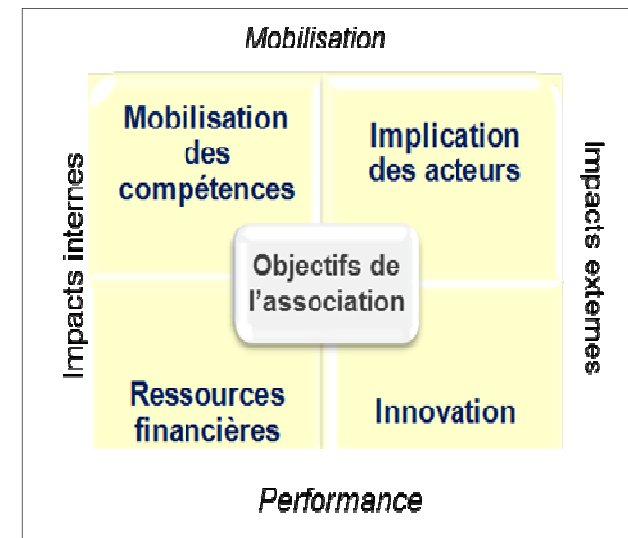 Mobilisation
Mobilisation
des
compétences
Implication
des acteurs
Impacts internes
Impacts externes
Objectifs de
l'association
Ressources
financières
Innovation
Performance